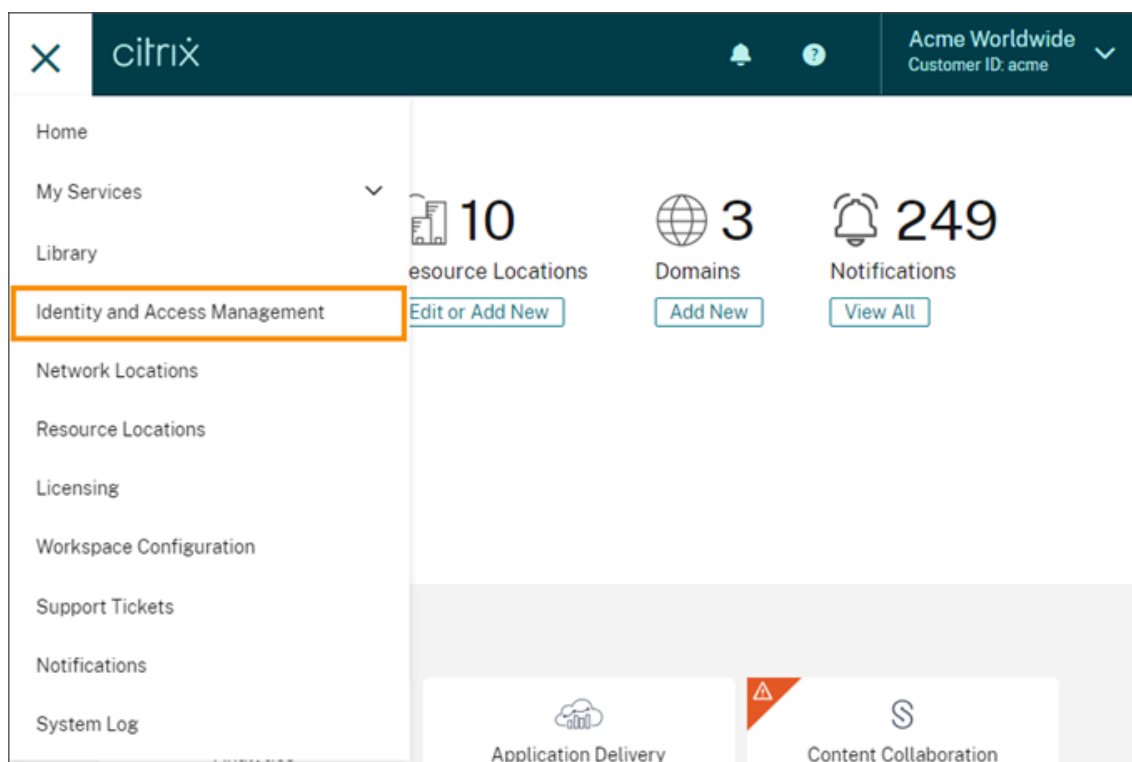 citrix
Acme Worldwide
Customer ID: acme
Home
My Services
Library
Identity and Access Management
Network Locations
Resource Locations
Licensing
Workspace Configuration
Support Tickets
Notifications
System Log
10
esource Locations
Edit or Add New
3
Domains
Add New
249
Notifications
View All
Application Delivery
Content Collaboration